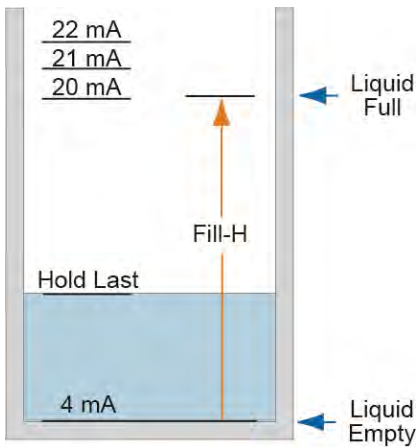 22 mA
21 mA
20 mA
Liquid
Full
Fill-H
Hold Last
4 mA
Liquid
Empty